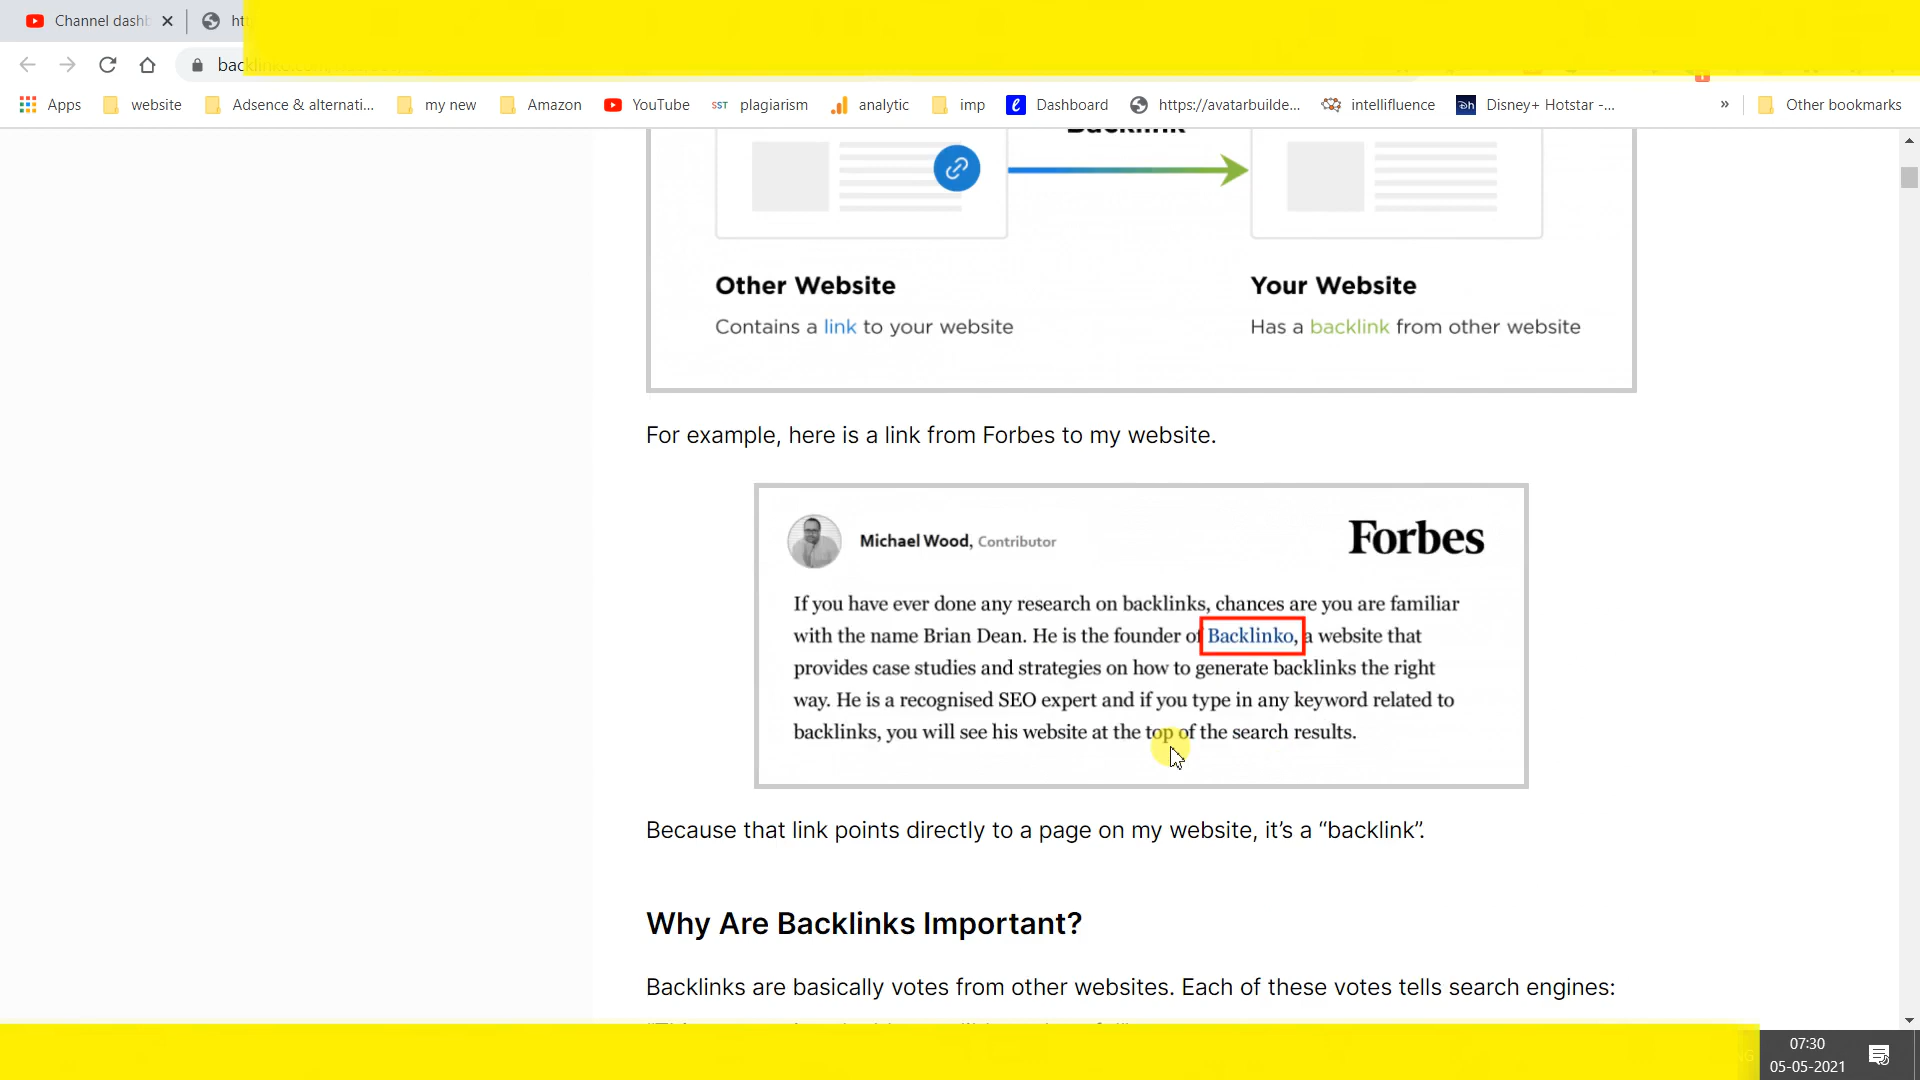 Channel dashb
backlinko.com
Apps website Adsence & alternati... my new Amazon YouTube SST plagiarism analytic imp Dashboard https://avatarbuilde... intellifluence Disney+ Hotstar -... » Other bookmarks
Backlink
Other Website Your Website
Contains a link to your website Has a backlink from other website
For example, here is a link from Forbes to my website.
Michael Wood, Contributor Forbes
If you have ever done any research on backlinks, chances are you are familiar
with the name Brian Dean. He is the founder of Backlinko, a website that
provides case studies and strategies on how to generate backlinks the right
way. He is a recognised SEO expert and if you type in any keyword related to
backlinks, you will see his website at the top of the search results.
Because that link points directly to a page on my website, it’s a “backlink”.
Why Are Backlinks Important?
Backlinks are basically votes from other websites. Each of these votes tells search engines:
07:30
05-05-2021